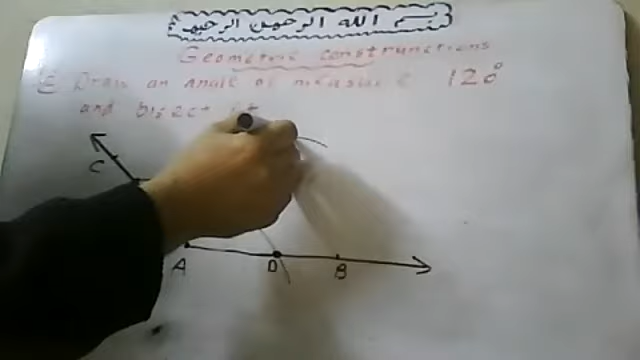 بسم الله الرحمن الرحيم
Geometric constructions
E Draw an Angle of measure 120°
and bisect it
C
A D B